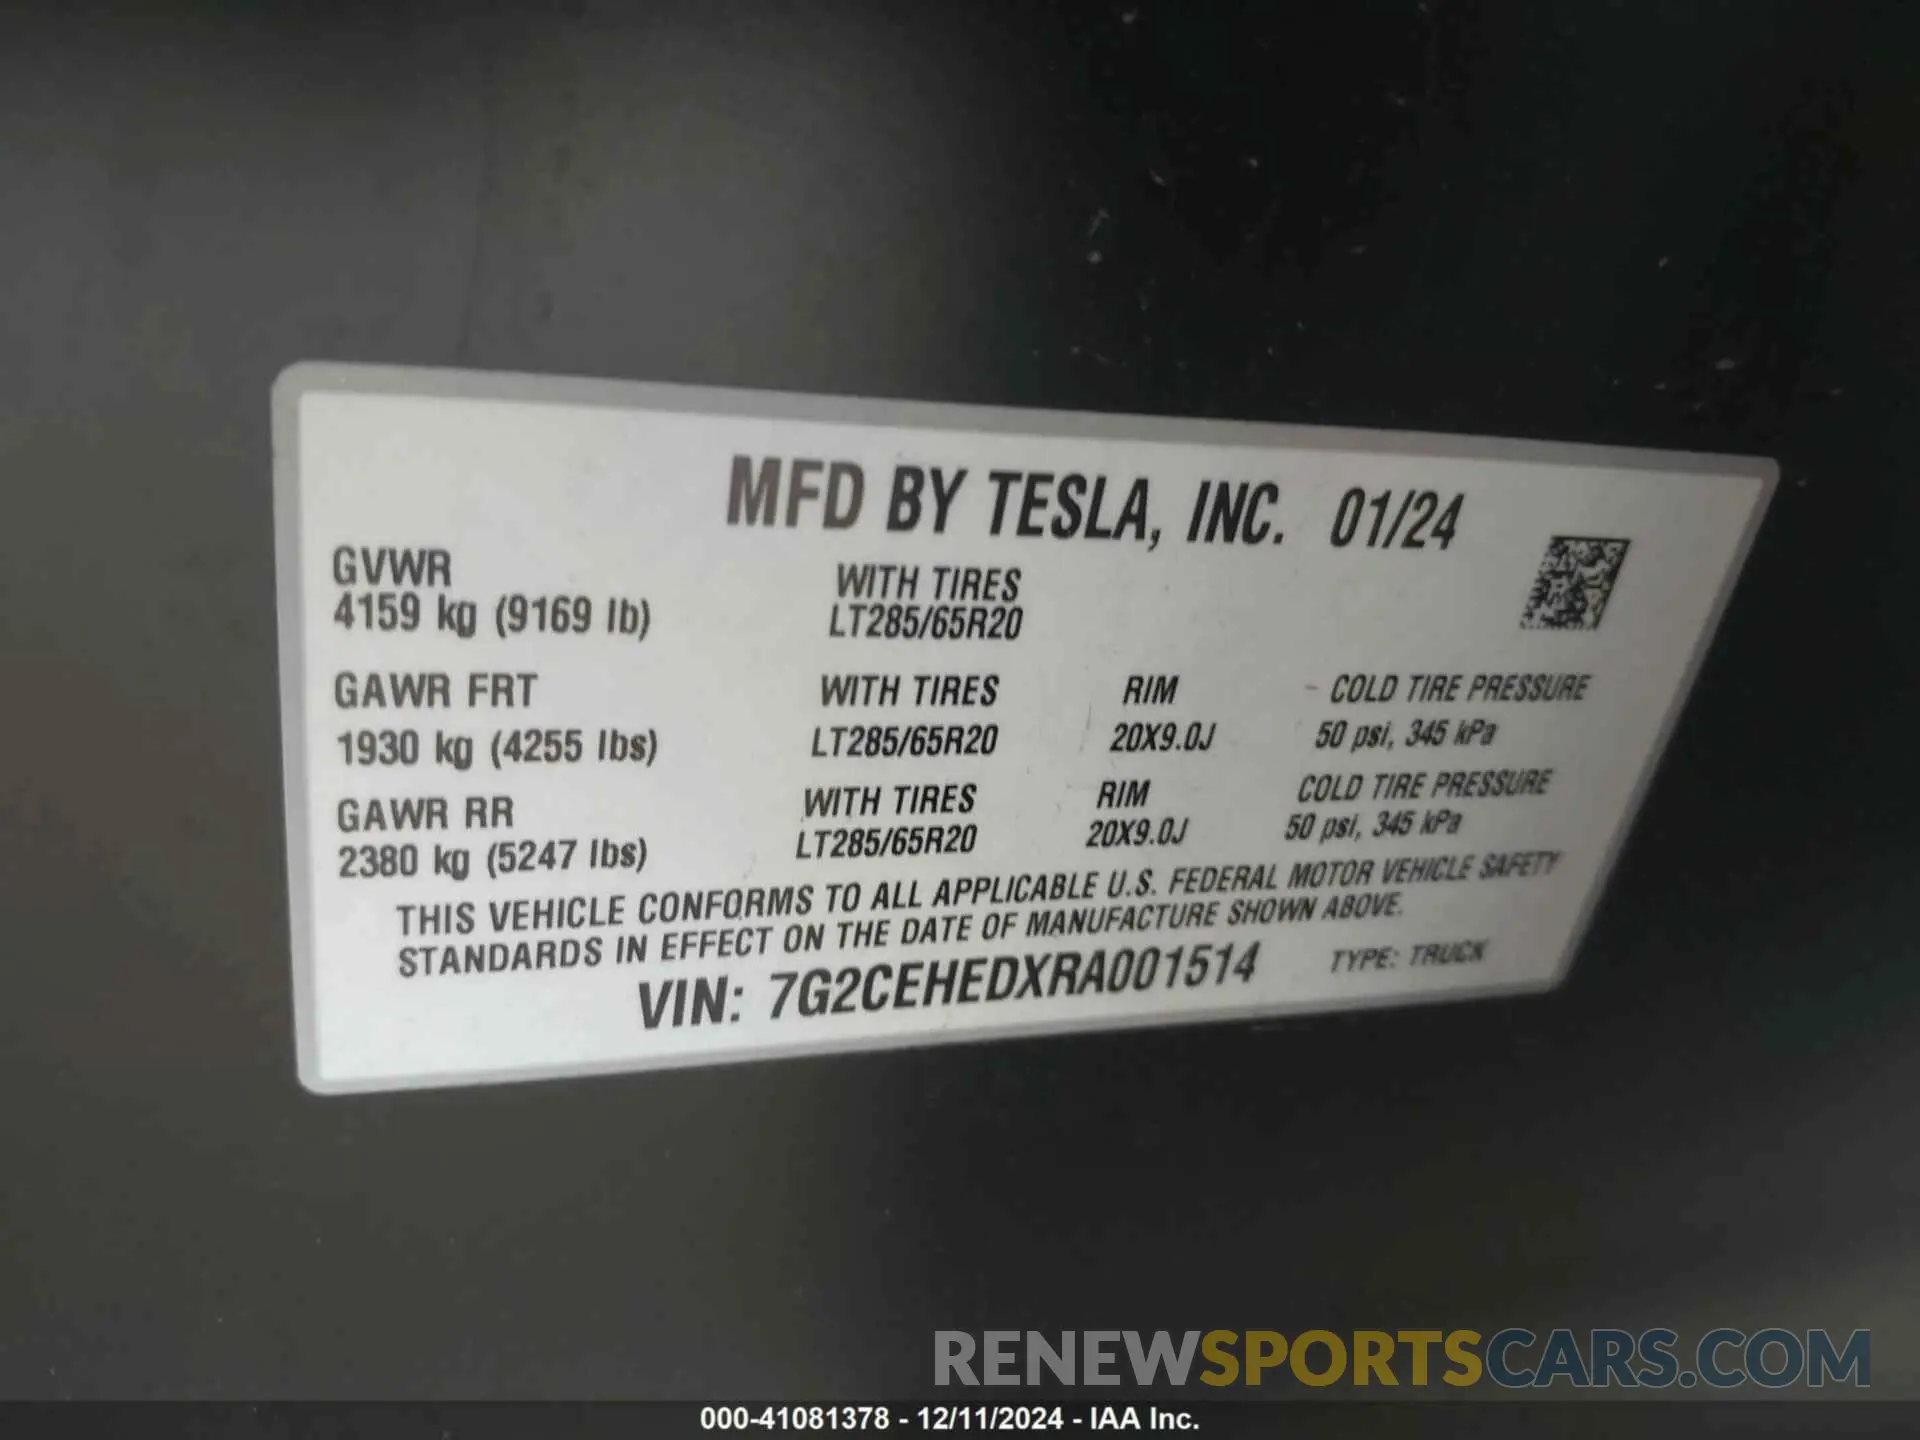 MFD BY TESLA, INC. 01/24
GVWR
4159 kg (9169 lb)
WITH TIRES
LT285/65R20
GAWR FRT WITH TIRES RIM - COLD TIRE PRESSURE
1930 kg (4255 lbs) LT285/65R20 20X9.0J 50 psi, 345 kPa
GAWR RR WITH TIRES RIM COLD TIRE PRESSURE
2380 kg (5247 lbs) LT285/65R20 20X9.0J 50 psi, 345 kPa
THIS VEHICLE CONFORMS TO ALL APPLICABLE U.S. FEDERAL MOTOR VEHICLE SAFETY
STANDARDS IN EFFECT ON THE DATE OF MANUFACTURE SHOWN ABOVE.
VIN: 7G2CEHEDXRA001514 TYPE: TRUCK
RENEWSPORTSCARS.COM
000-41081378 - 12/11/2024 - IAA Inc.